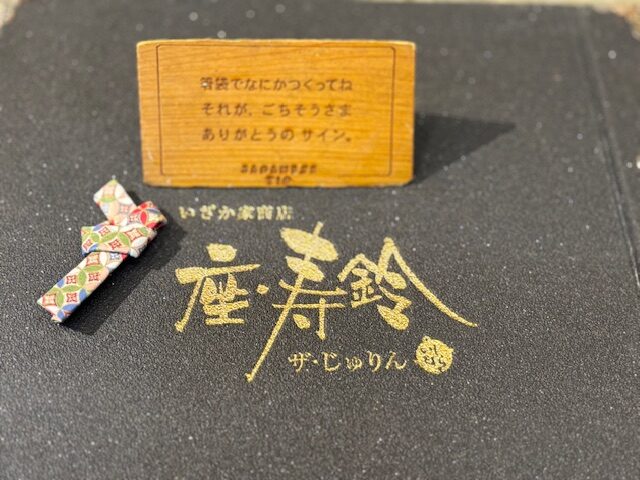 箸袋でなにかつくってね
それが、ごちそうさま
ありがとうの サイン。
JAPANESE
TIP
いざか家商店
座・寿鈴
ザ・じゅりん